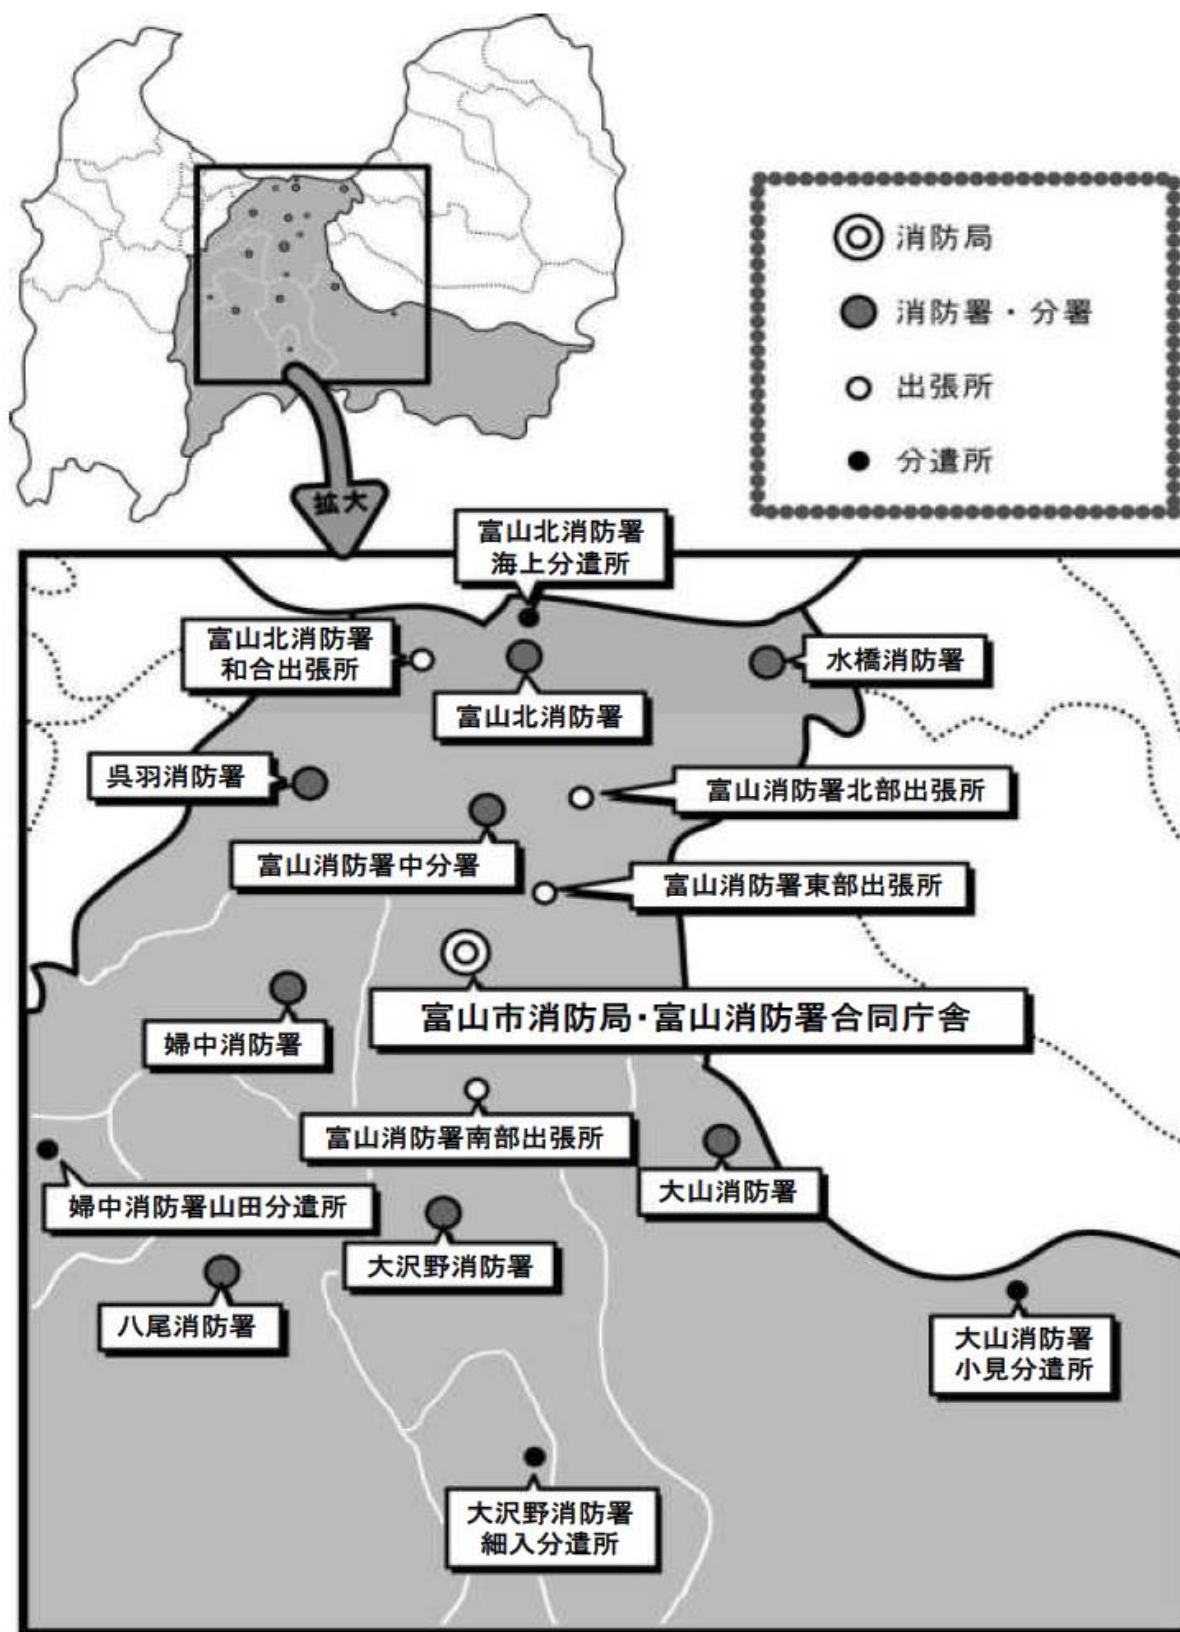 消防局
消防署・分署
出張所
分遣所
拡大
富山北消防署
海上分遣所
富山北消防署
和合出張所
水橋消防署
富山北消防署
呉羽消防署
富山消防署北部出張所
富山消防署中分署
富山消防署東部出張所
富山市消防局・富山消防署合同庁舎
婦中消防署
富山消防署南部出張所
大山消防署
婦中消防署山田分遣所
大沢野消防署
八尾消防署
大山消防署
小見分遣所
大沢野消防署
細入分遣所